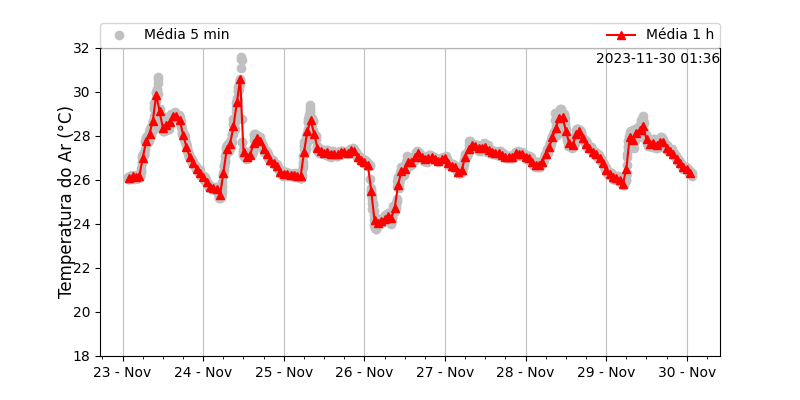 Média 5 min
Média 1 h
2023-11-30 01:36
Temperatura do Ar (°C)
32
30
28
26
24
22
20
18
23 - Nov
24 - Nov
25 - Nov
26 - Nov
27 - Nov
28 - Nov
29 - Nov
30 - Nov